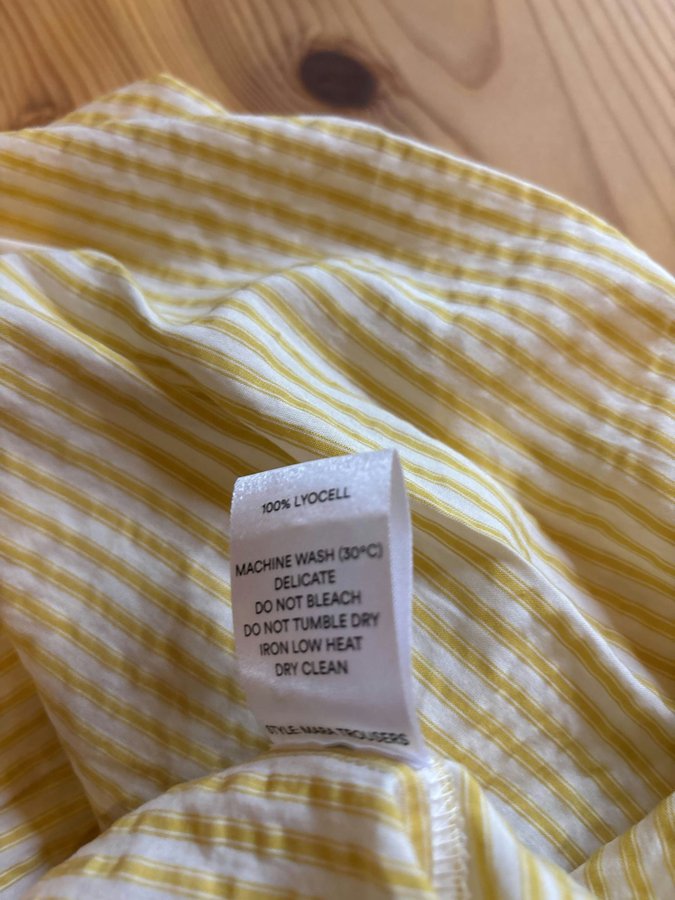 100% LYOCELL
MACHINE WASH (30°C)
DELICATE
DO NOT BLEACH
DO NOT TUMBLE DRY
IRON LOW HEAT
DRY CLEAN
STYLE: MARA TROUSERS